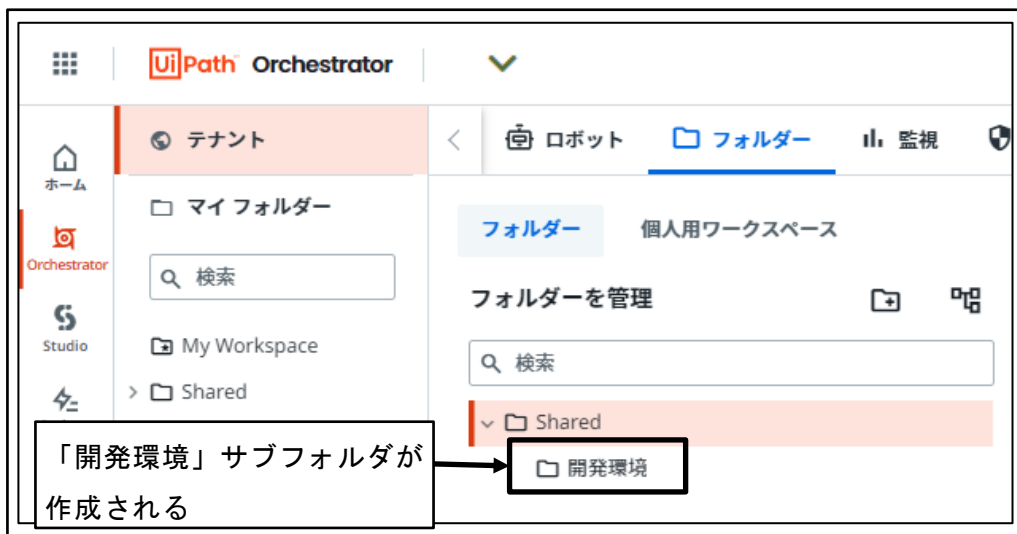 UiPath Orchestrator
ホーム
Orchestrator
Studio
テナント
マイ フォルダー
検索
My Workspace
Shared
ロボット フォルダー 監視
フォルダー 個人用ワークスペース
フォルダーを管理
検索
Shared
開発環境
「開発環境」サブフォルダが
作成される